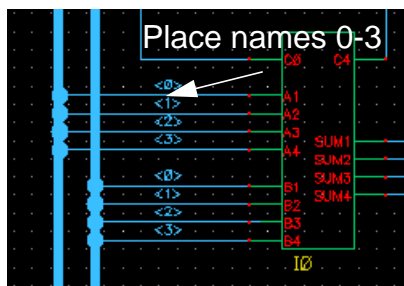 Place names 0-3
C0 C4
<0>
A1
<1>
A2
<2>
A3
<3>
A4
SUM1
SUM2
<0>
SUM3
B1
<1>
SUM4
B2
<2>
B3
<3>
B4
I0